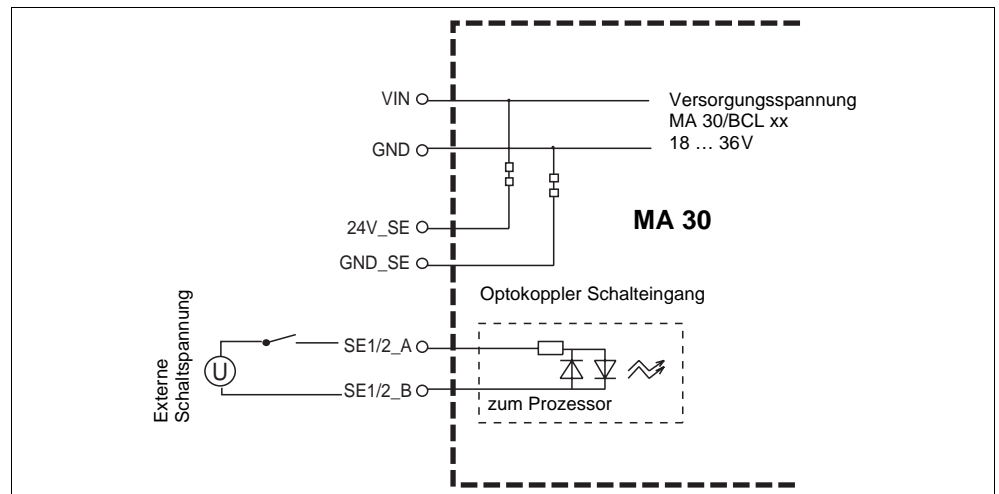 VIN
Versorgungsspannung
MA 30/BCL xx
18 … 36V
GND
MA 30
24V_SE
GND_SE
Optokoppler Schalteingang
Externe
Schaltspannung
U
SE1/2_A
SE1/2_B
zum Prozessor